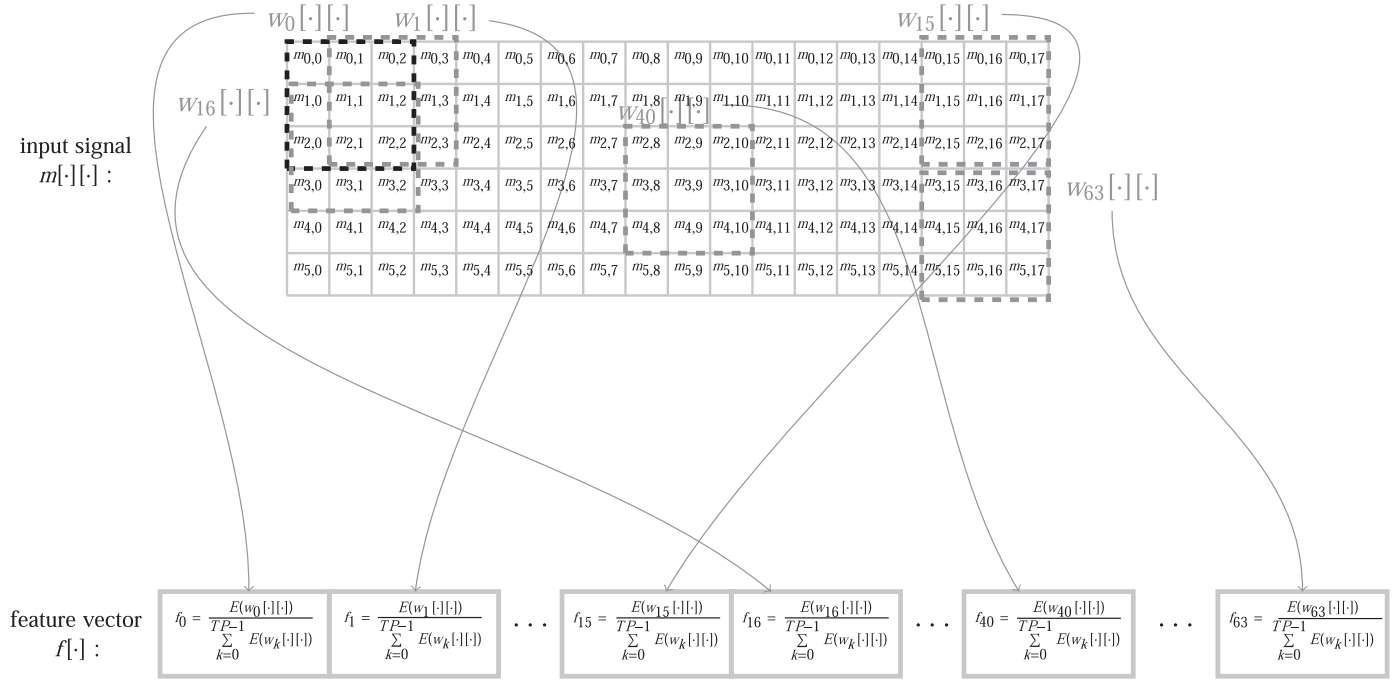 w0[·][·] w1[·][·] w15[·][·]
m0,0 m0,1 m0,2 m0,3 m0,4 m0,5 m0,6 m0,7 m0,8 m0,9 m0,10 m0,11 m0,12 m0,13 m0,14 m0,15 m0,16 m0,17
w16[·][·] m1,0 m1,1 m1,2 m1,3 m1,4 m1,5 m1,6 m1,7 m1,8 m1,9 m1,10 m1,11 m1,12 m1,13 m1,14 m1,15 m1,16 m1,17
w40[·][·]
m2,0 m2,1 m2,2 m2,3 m2,4 m2,5 m2,6 m2,7 m2,8 m2,9 m2,10 m2,11 m2,12 m2,13 m2,14 m2,15 m2,16 m2,17
input signal
m[·][·] :
m3,0 m3,1 m3,2 m3,3 m3,4 m3,5 m3,6 m3,7 m3,8 m3,9 m3,10 m3,11 m3,12 m3,13 m3,14 m3,15 m3,16 m3,17
w63[·][·]
m4,0 m4,1 m4,2 m4,3 m4,4 m4,5 m4,6 m4,7 m4,8 m4,9 m4,10 m4,11 m4,12 m4,13 m4,14 m4,15 m4,16 m4,17
m5,0 m5,1 m5,2 m5,3 m5,4 m5,5 m5,6 m5,7 m5,8 m5,9 m5,10 m5,11 m5,12 m5,13 m5,14 m5,15 m5,16 m5,17
feature vector
f[·] :
f0 = E(w0[·][·]) / TP−1 ∑ k=0 E(wk[·][·])
f1 = E(w1[·][·]) / TP−1 ∑ k=0 E(wk[·][·])
. . .
f15 = E(w15[·][·]) / TP−1 ∑ k=0 E(wk[·][·])
f16 = E(w16[·][·]) / TP−1 ∑ k=0 E(wk[·][·])
. . .
f40 = E(w40[·][·]) / TP−1 ∑ k=0 E(wk[·][·])
. . .
f63 = E(w63[·][·]) / TP−1 ∑ k=0 E(wk[·][·])